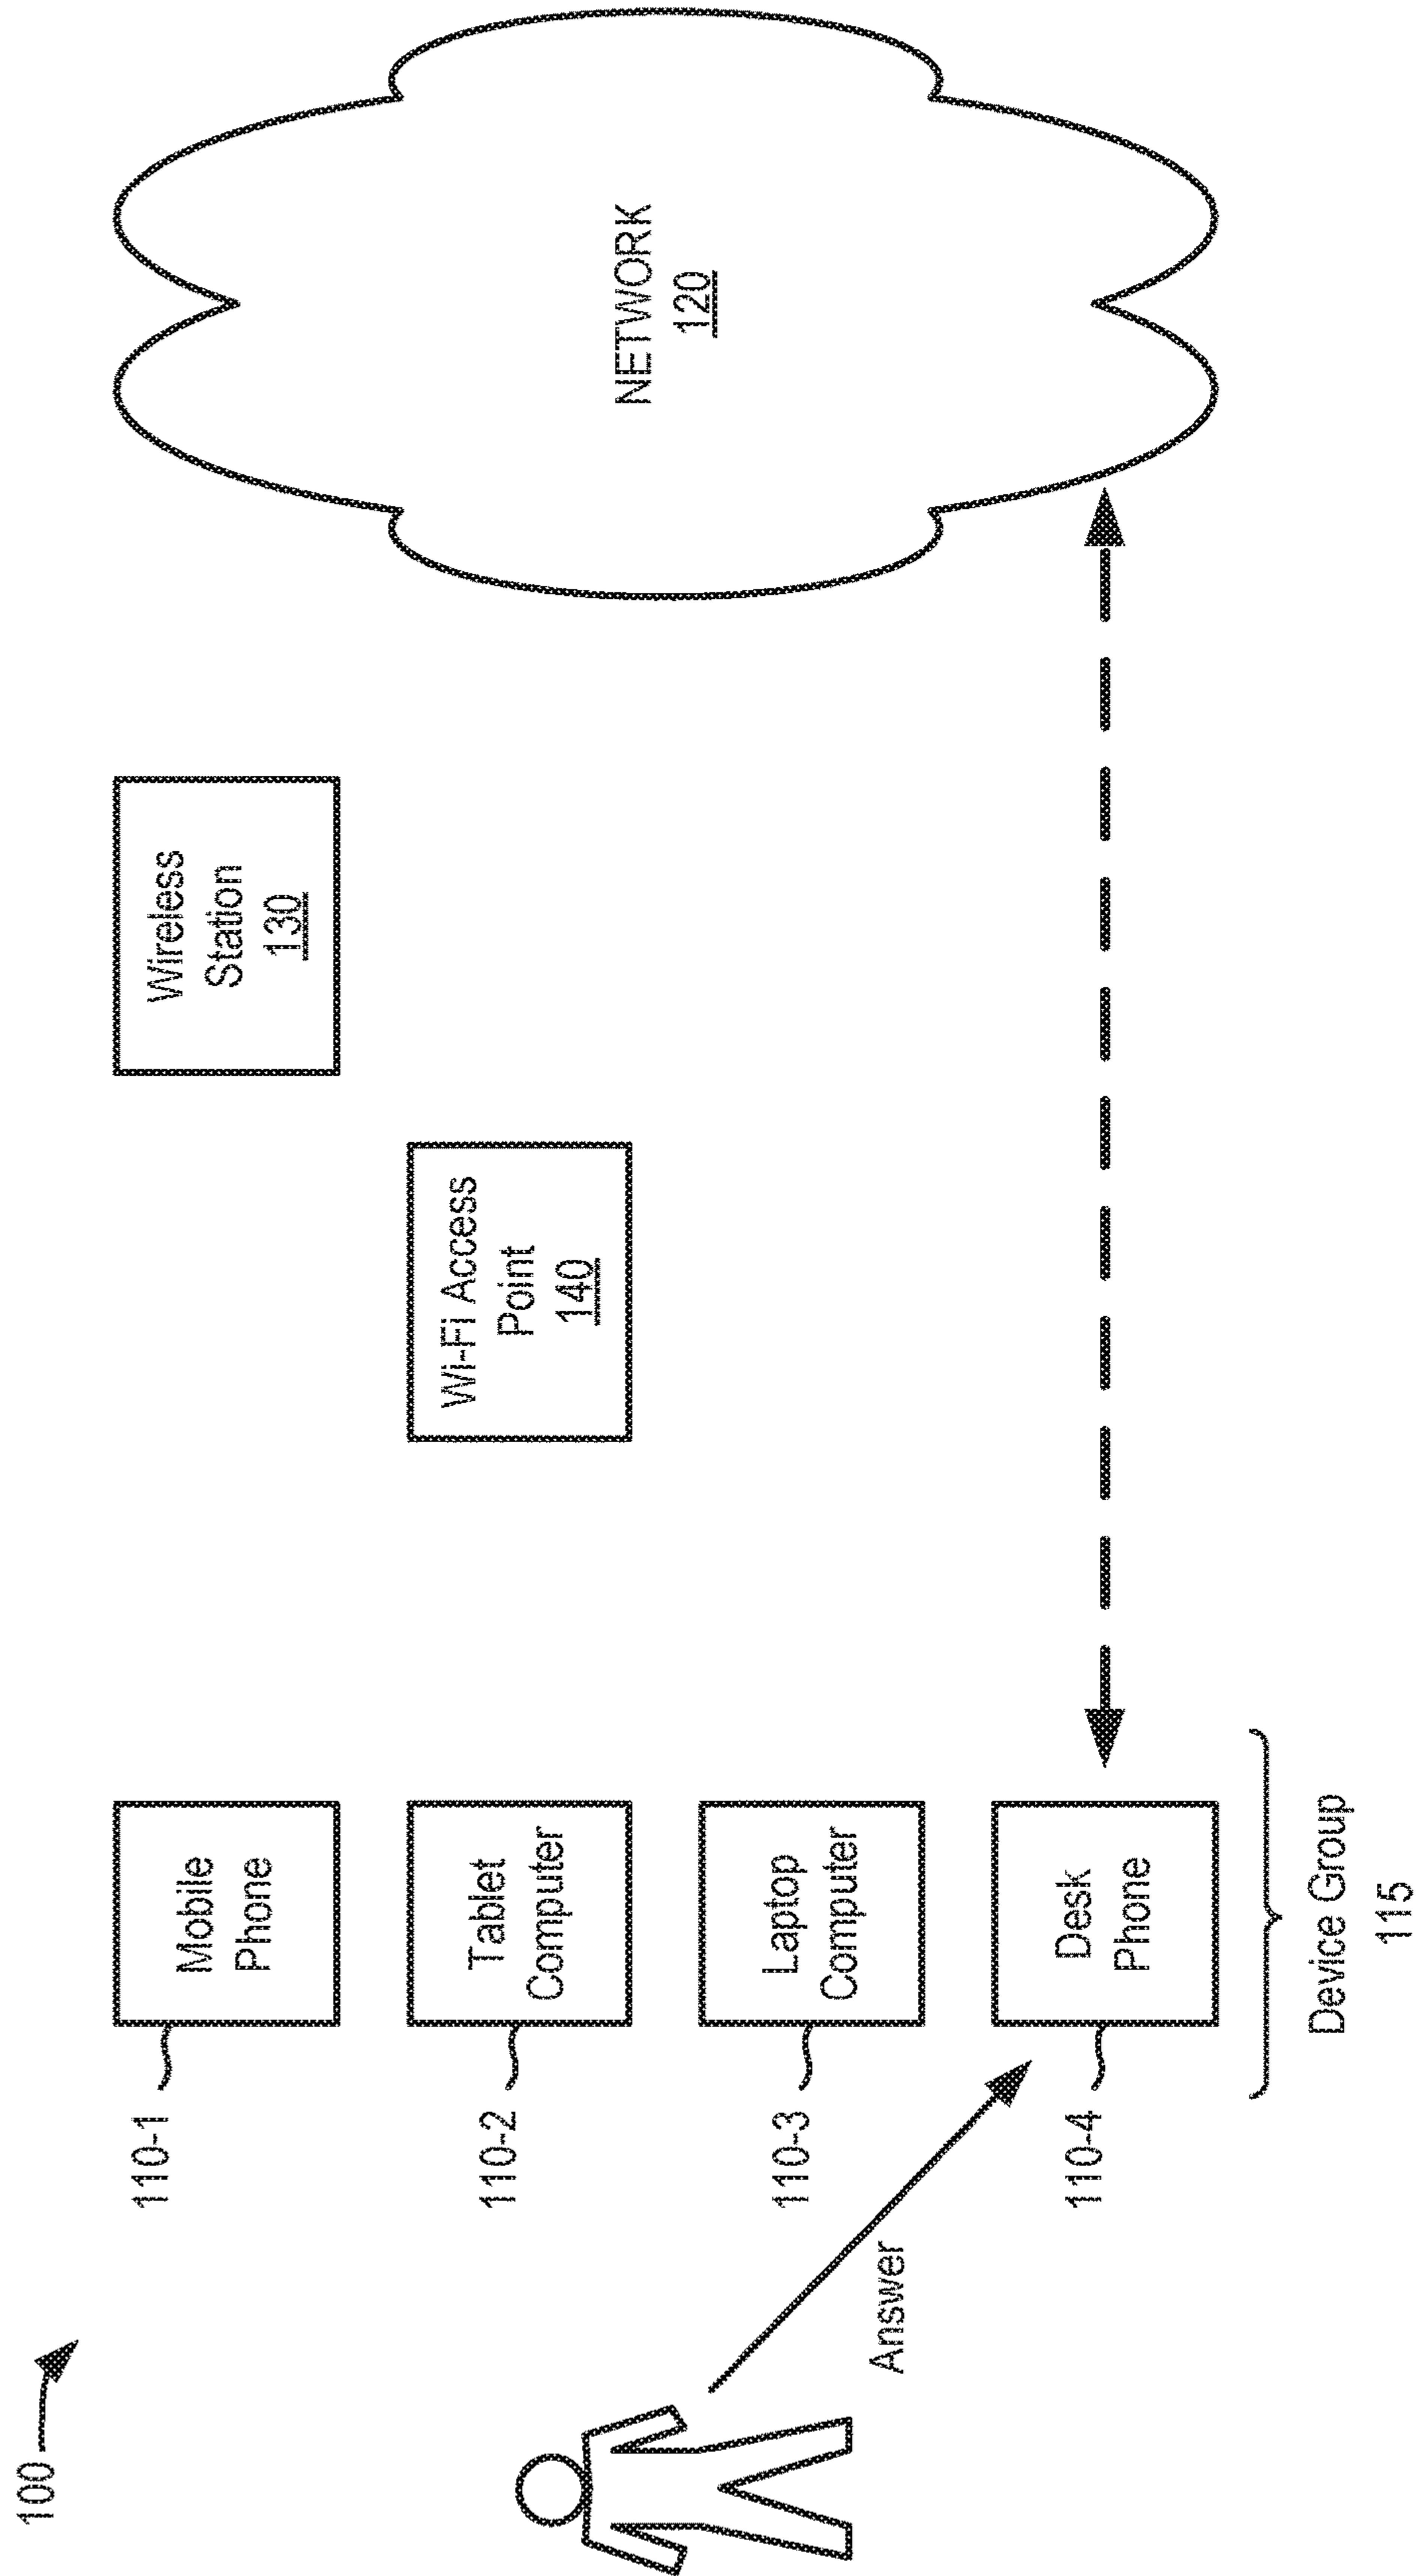 100
110-1
Mobile
Phone
Wireless
Station
130
110-2
Tablet
Computer
Wi-Fi Access
Point
140
NETWORK
120
110-3
Laptop
Computer
Answer
110-4
Desk
Phone
Device Group
115